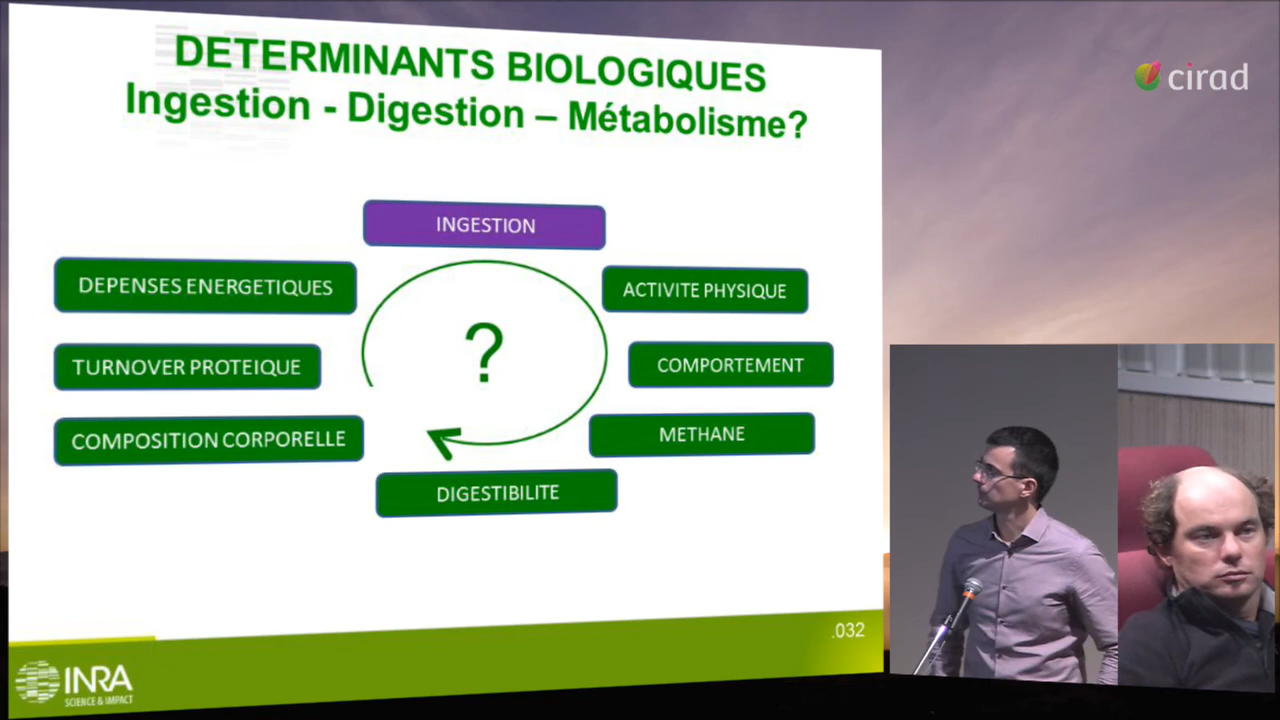 DETERMINANTS BIOLOGIQUES
Ingestion - Digestion – Métabolisme?
cirad
INGESTION
DEPENSES ENERGETIQUES
ACTIVITE PHYSIQUE
?
TURNOVER PROTEIQUE
COMPORTEMENT
COMPOSITION CORPORELLE
METHANE
DIGESTIBILITE
.032
INRA
SCIENCE & IMPACT